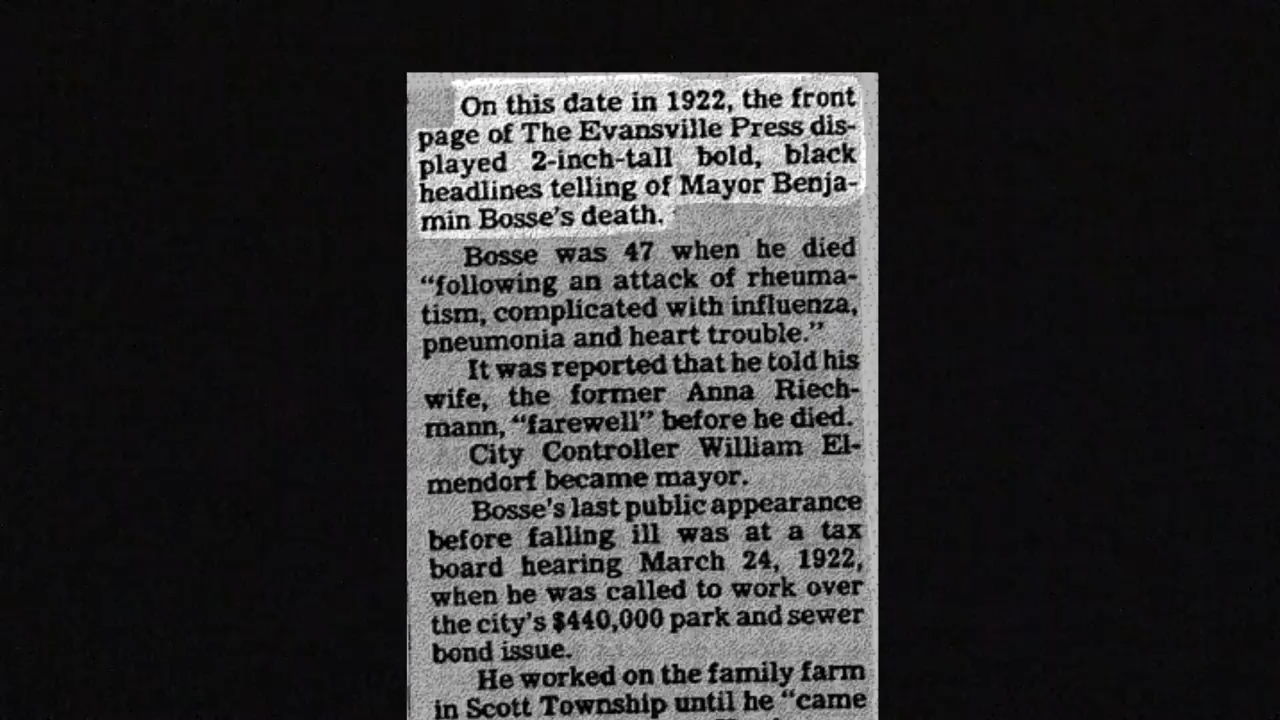 On this date in 1922, the front
page of The Evansville Press dis-
played 2-inch-tall bold, black
headlines telling of Mayor Benja-
min Bosse's death.
Bosse was 47 when he died
“following an attack of rheuma-
tism, complicated with influenza,
pneumonia and heart trouble.”
It was reported that he told his
wife, the former Anna Riech-
mann, “farewell” before he died.
City Controller William El-
mendorf became mayor.
Bosse's last public appearance
before falling ill was at a tax
board hearing March 24, 1922,
when he was called to work over
the city's $440,000 park and sewer
bond issue.
He worked on the family farm
in Scott Township until he “came